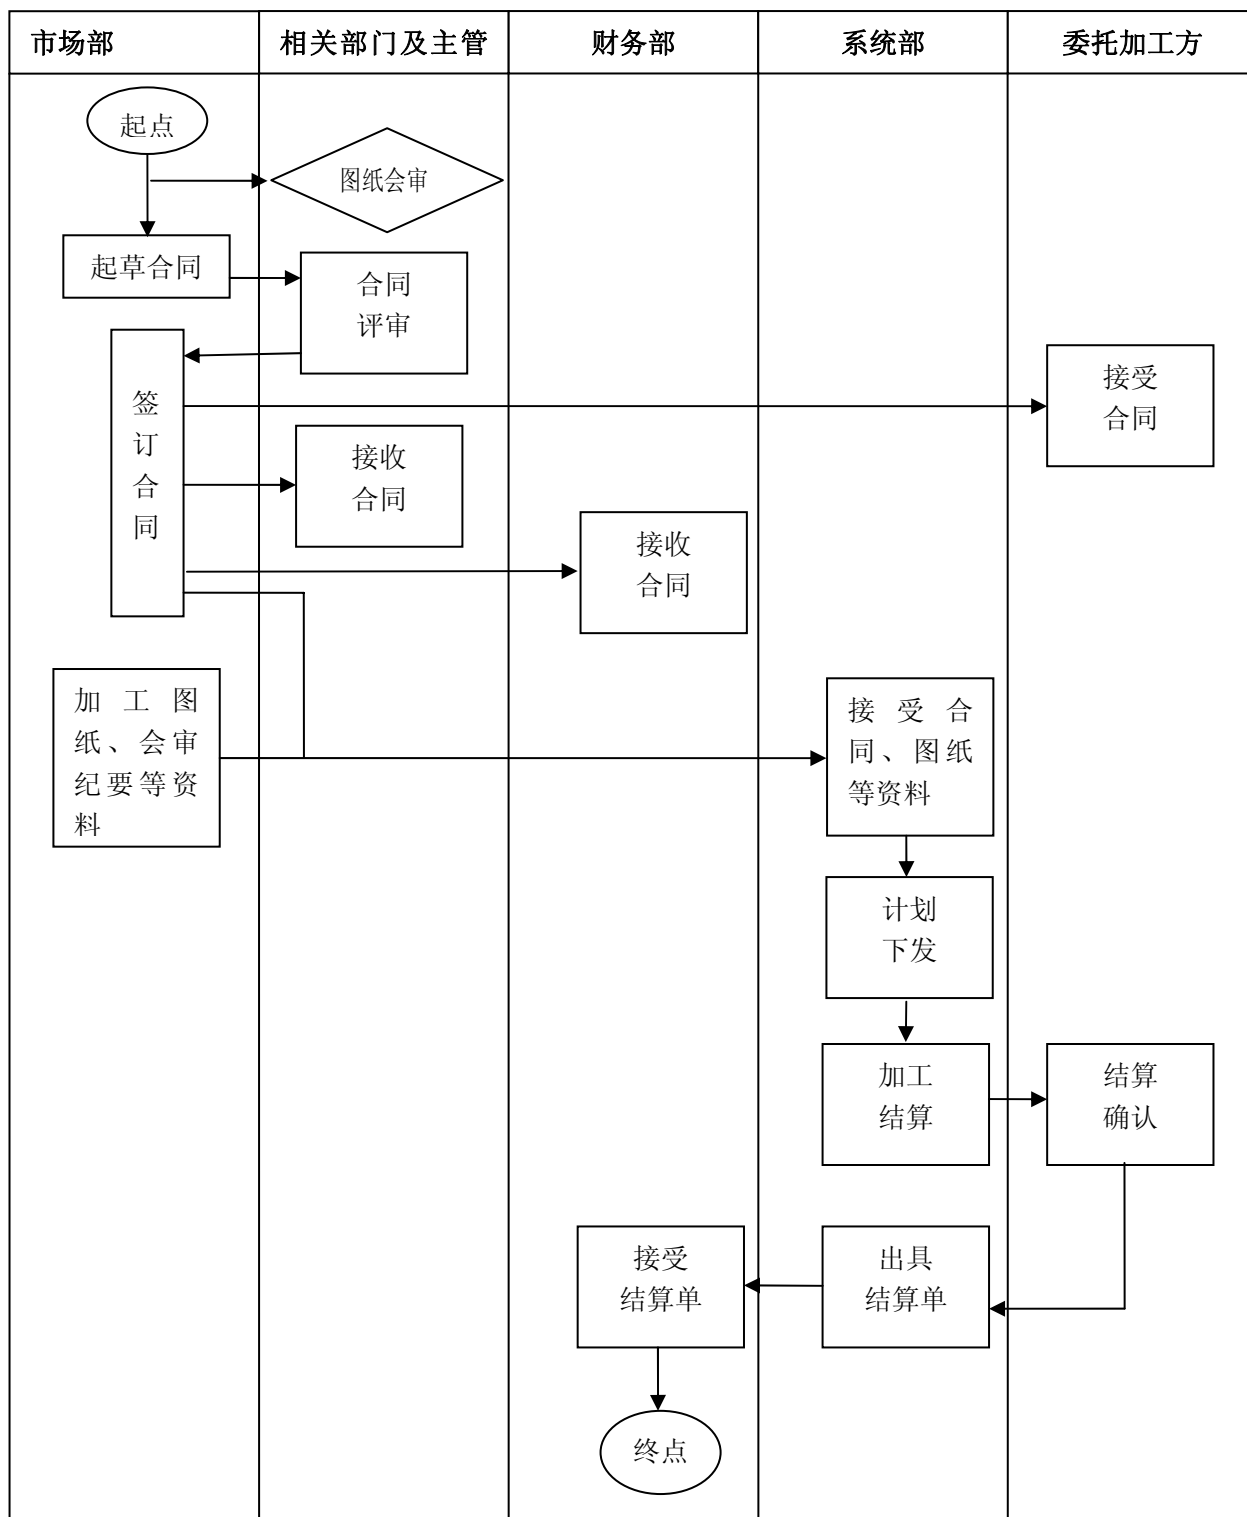 市场部
相关部门及主管
财务部
系统部
委托加工方
起点
图纸会审
起草合同
合同
评审
签
订
合
同
接受
合同
接收
合同
接收
合同
加工图
纸、会审
纪要等资
料
接受合
同、图纸
等资料
计划
下发
加工
结算
结算
确认
接受
结算单
出具
结算单
终点